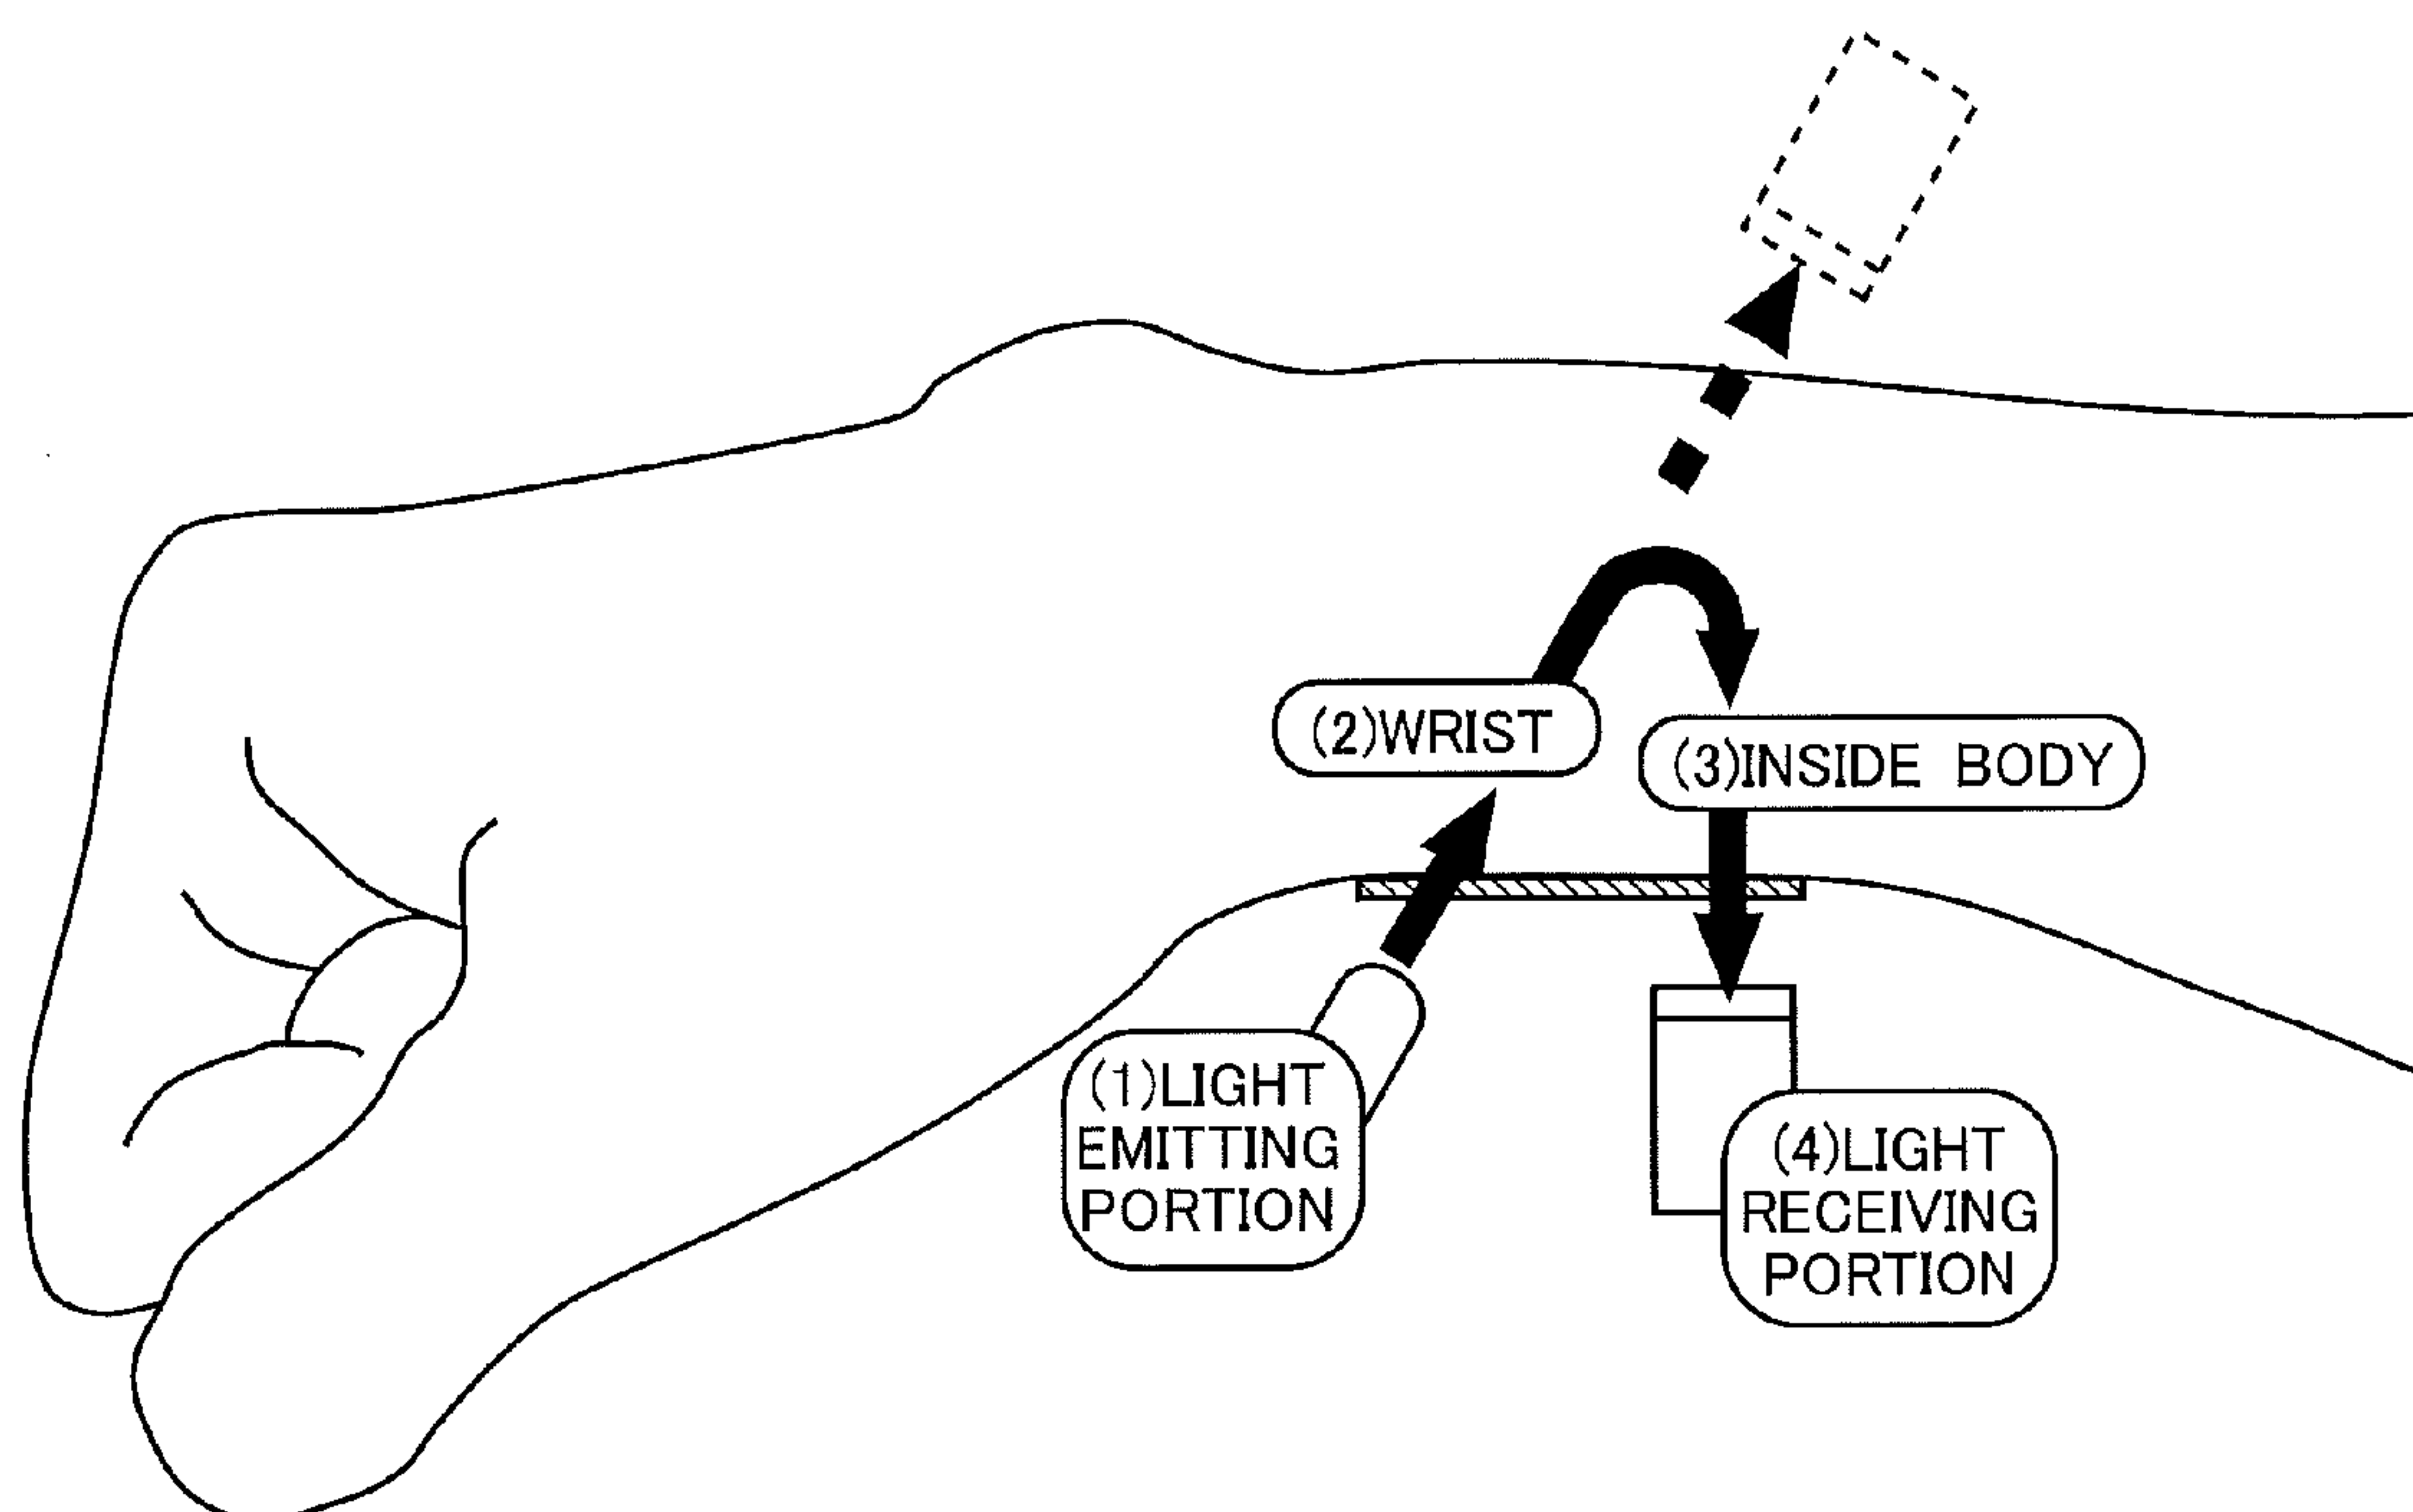 (2)WRIST
(3)INSIDE BODY
(1)LIGHT
EMITTING
PORTION
(4)LIGHT
RECEIVING
PORTION